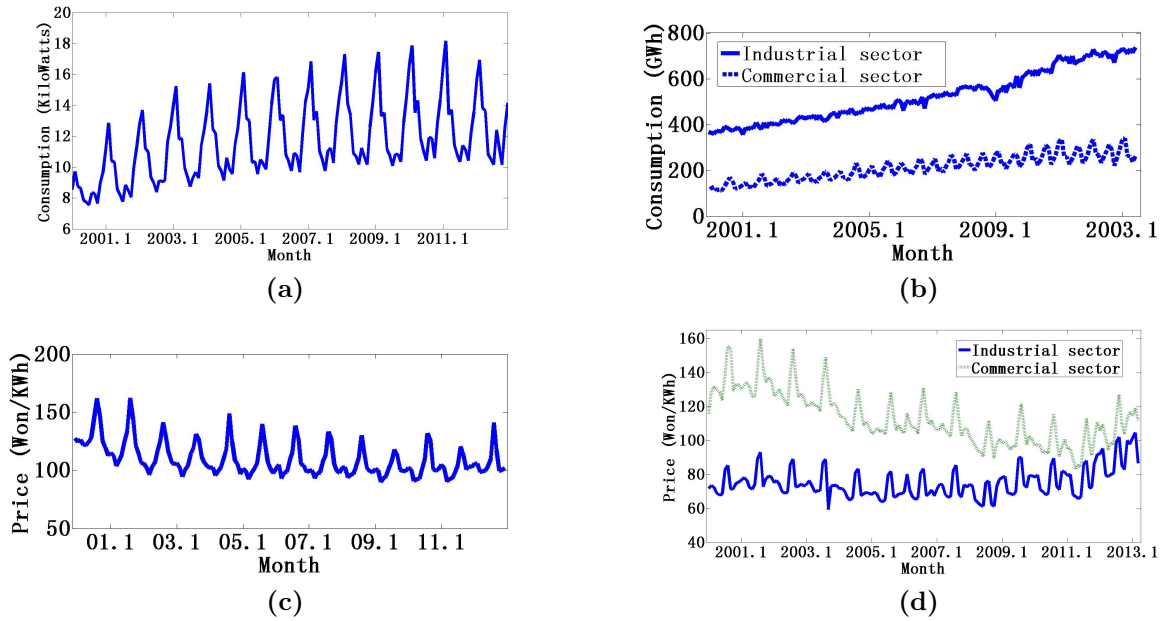 20
18
16
14
12
10
8
6
Consumption (KiloWatts)
2001.1 2003.1 2005.1 2007.1 2009.1 2011.1
Month
(a)
800
600
400
200
0
Consumption (GWh)
Industrial sector
Commercial sector
2001.1 2005.1 2009.1 2003.1
Month
(b)
200
150
100
50
Price (Won/KWh)
01.1 03.1 05.1 07.1 09.1 11.1
Month
(c)
160
140
120
100
80
60
40
Price (Won/KWh)
Industrial sector
Commercial sector
2001.1 2003.1 2005.1 2007.1 2009.1 2011.1 2013.1
Month
(d)